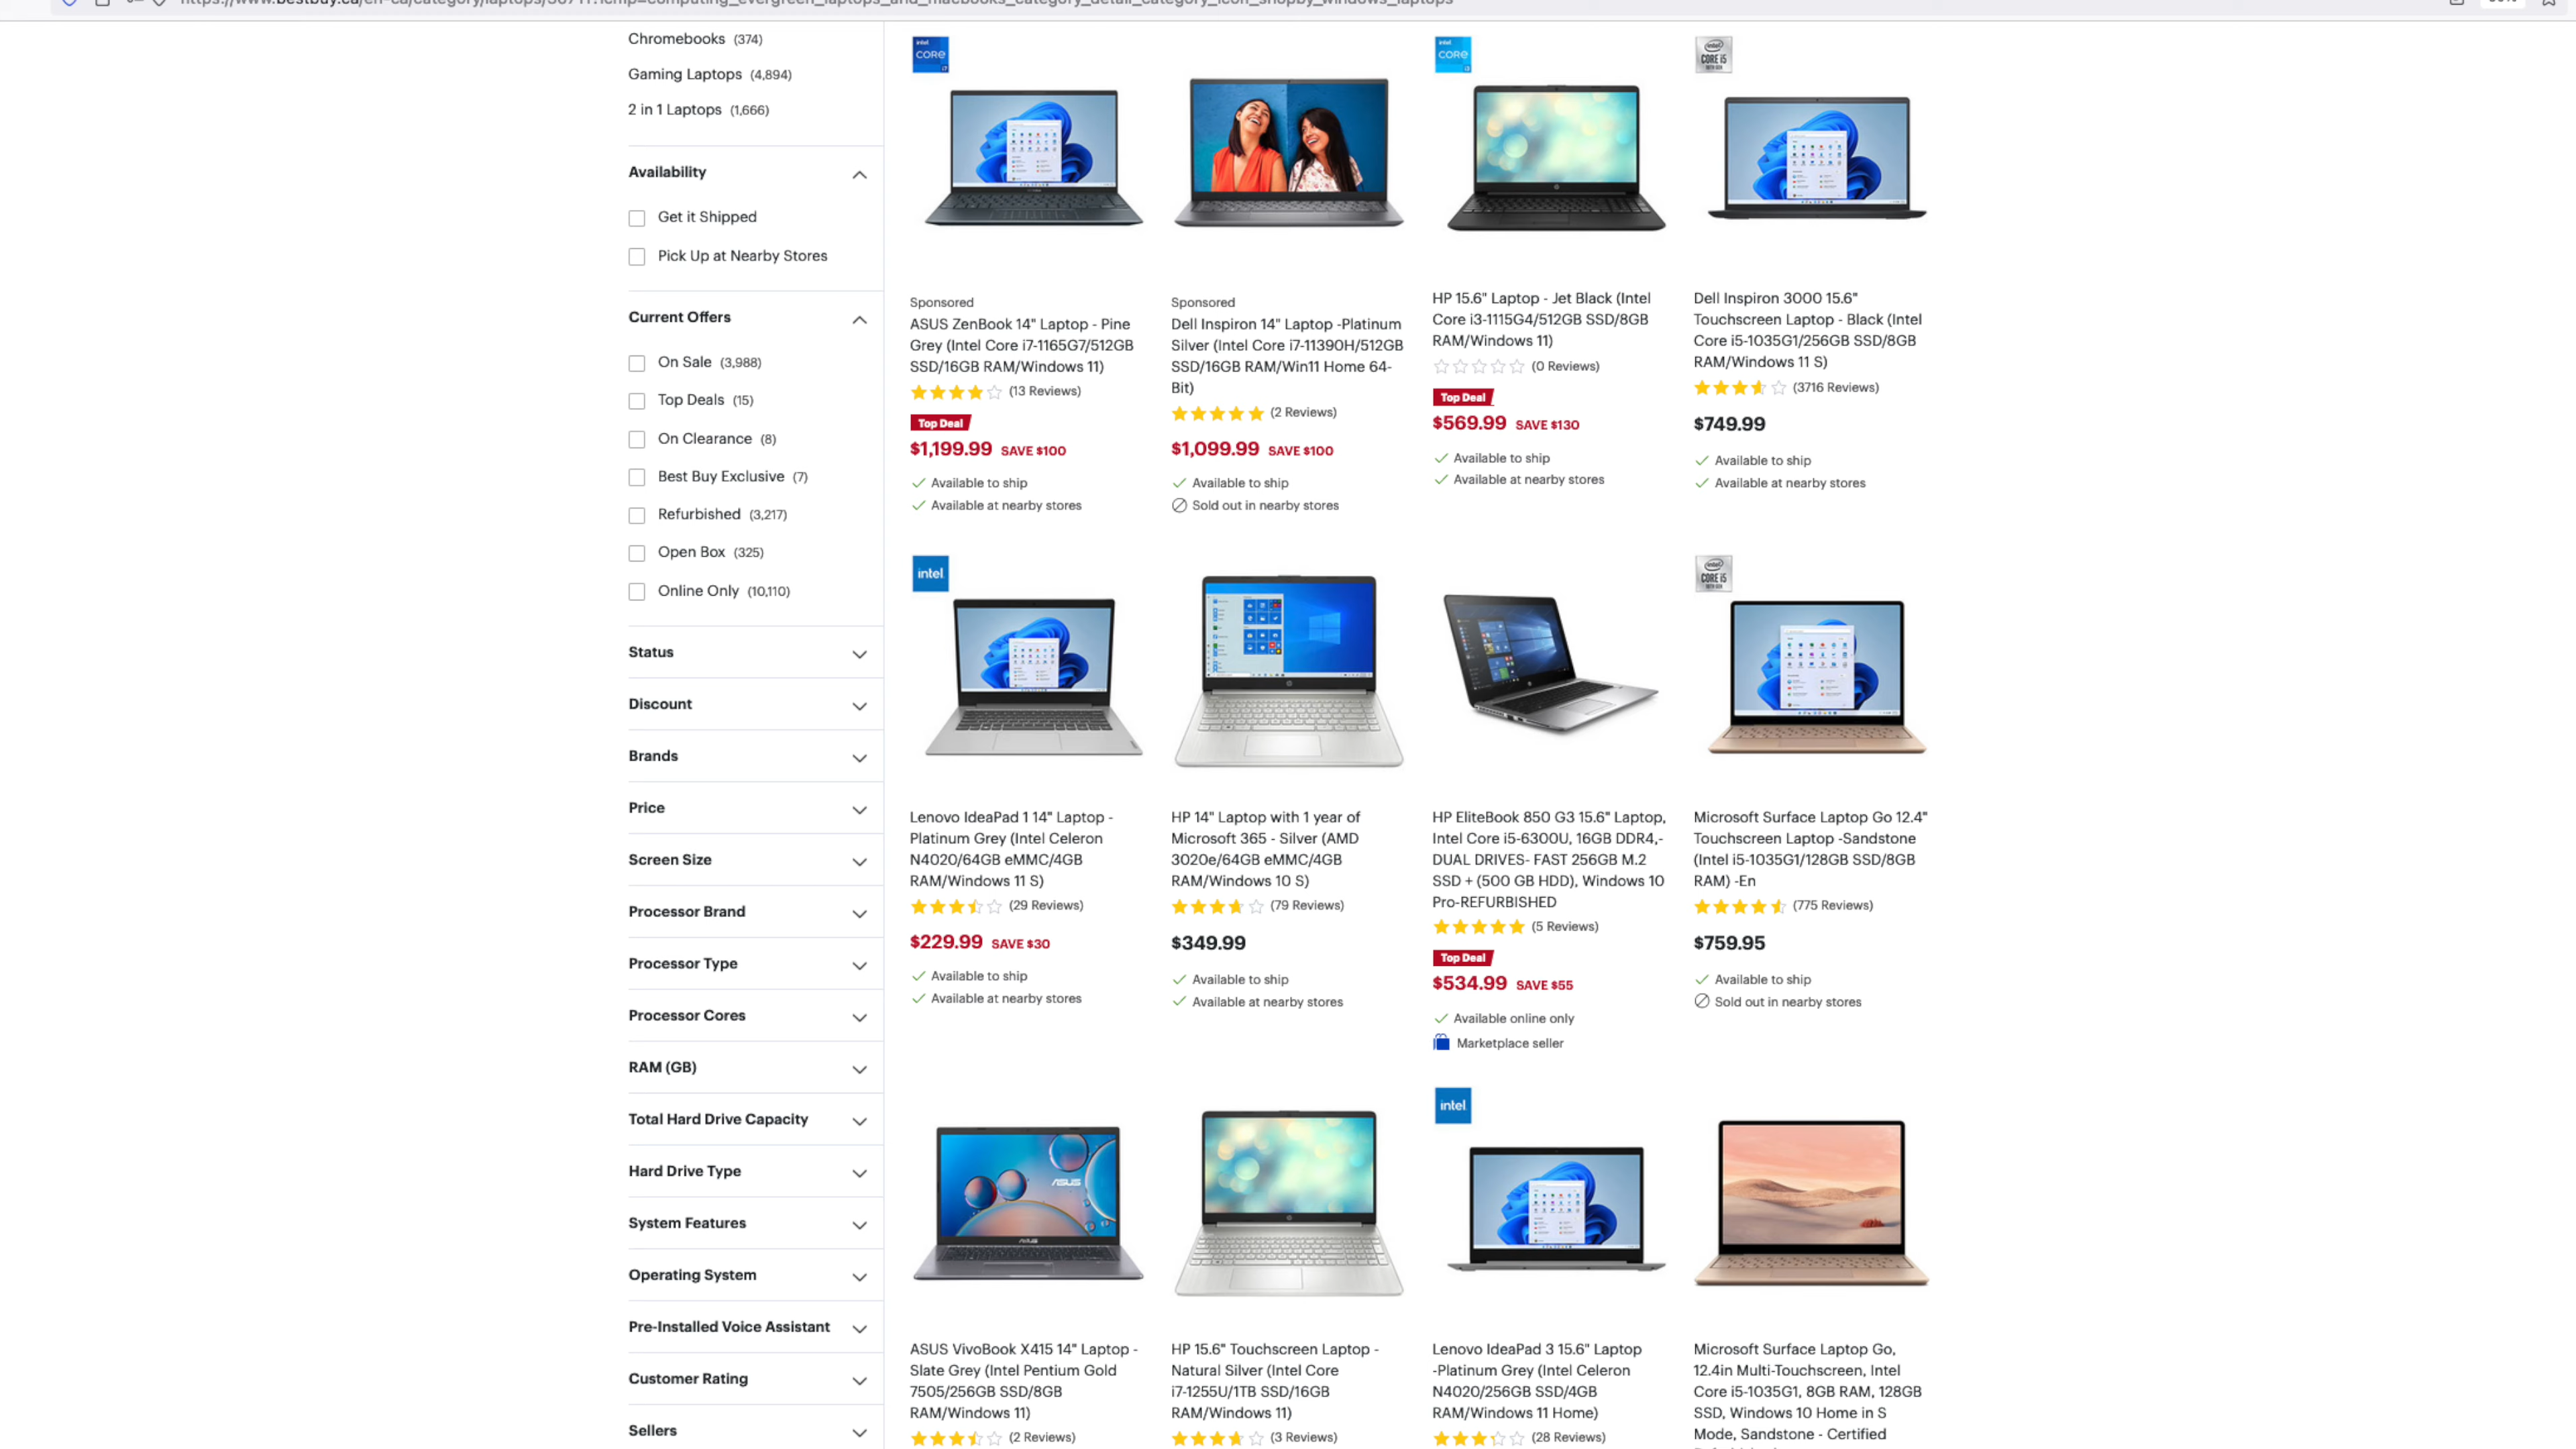 Chromebooks (374)
Gaming Laptops (4,894)
2 in 1 Laptops (1,666)
Availability
Get it Shipped
Pick Up at Nearby Stores
Current Offers
On Sale (3,988)
Top Deals (15)
On Clearance (8)
Best Buy Exclusive (7)
Refurbished (3,217)
Open Box (325)
Online Only (10,110)
Status
Discount
Brands
Price
Screen Size
Processor Brand
Processor Type
Processor Cores
RAM (GB)
Total Hard Drive Capacity
Hard Drive Type
System Features
Operating System
Pre-Installed Voice Assistant
Customer Rating
Sellers
intel
CORE
Sponsored
ASUS ZenBook 14" Laptop - Pine
Grey (Intel Core i7-1165G7/512GB
SSD/16GB RAM/Windows 11)
(13 Reviews)
Top Deal
$1,199.99 SAVE $100
Available to ship
Available at nearby stores
Sponsored
Dell Inspiron 14" Laptop -Platinum
Silver (Intel Core i7-11390H/512GB
SSD/16GB RAM/Win11 Home 64-
Bit)
(2 Reviews)
$1,099.99 SAVE $100
Available to ship
Sold out in nearby stores
intel
CORE
HP 15.6" Laptop - Jet Black (Intel
Core i3-1115G4/512GB SSD/8GB
RAM/Windows 11)
(0 Reviews)
Top Deal
$569.99 SAVE $130
Available to ship
Available at nearby stores
intel
CORE i5
Dell Inspiron 3000 15.6"
Touchscreen Laptop - Black (Intel
Core i5-1035G1/256GB SSD/8GB
RAM/Windows 11 S)
(3716 Reviews)
$749.99
Available to ship
Available at nearby stores
intel
Lenovo IdeaPad 1 14" Laptop -
Platinum Grey (Intel Celeron
N4020/64GB eMMC/4GB
RAM/Windows 11 S)
(29 Reviews)
$229.99 SAVE $30
Available to ship
Available at nearby stores
HP 14" Laptop with 1 year of
Microsoft 365 - Silver (AMD
3020e/64GB eMMC/4GB
RAM/Windows 10 S)
(79 Reviews)
$349.99
Available to ship
Available at nearby stores
HP EliteBook 850 G3 15.6" Laptop,
Intel Core i5-6300U, 16GB DDR4,-
DUAL DRIVES- FAST 256GB M.2
SSD + (500 GB HDD), Windows 10
Pro-REFURBISHED
(5 Reviews)
Top Deal
$534.99 SAVE $55
Available online only
Marketplace seller
intel
CORE i5
Microsoft Surface Laptop Go 12.4"
Touchscreen Laptop -Sandstone
(Intel i5-1035G1/128GB SSD/8GB
RAM) -En
(775 Reviews)
$759.95
Available to ship
Sold out in nearby stores
ASUS
ASUS VivoBook X415 14" Laptop -
Slate Grey (Intel Pentium Gold
7505/256GB SSD/8GB
RAM/Windows 11)
(2 Reviews)
HP 15.6" Touchscreen Laptop -
Natural Silver (Intel Core
i7-1255U/1TB SSD/16GB
RAM/Windows 11)
(3 Reviews)
intel
Lenovo IdeaPad 3 15.6" Laptop
-Platinum Grey (Intel Celeron
N4020/256GB SSD/4GB
RAM/Windows 11 Home)
(28 Reviews)
Microsoft Surface Laptop Go,
12.4in Multi-Touchscreen, Intel
Core i5-1035G1, 8GB RAM, 128GB
SSD, Windows 10 Home in S
Mode, Sandstone - Certified